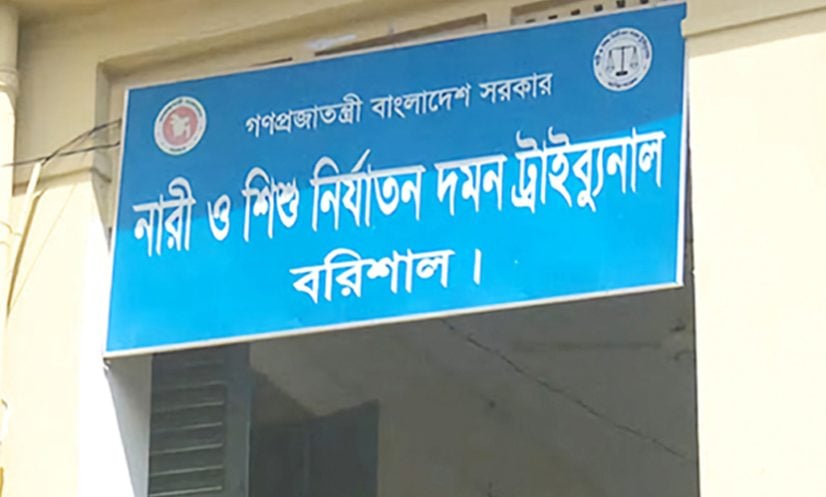 গণপ্রজাতন্ত্রী বাংলাদেশ সরকার
নারী ও শিশু নির্যাতন দমন ট্রাইব্যুনাল
বরিশাল।